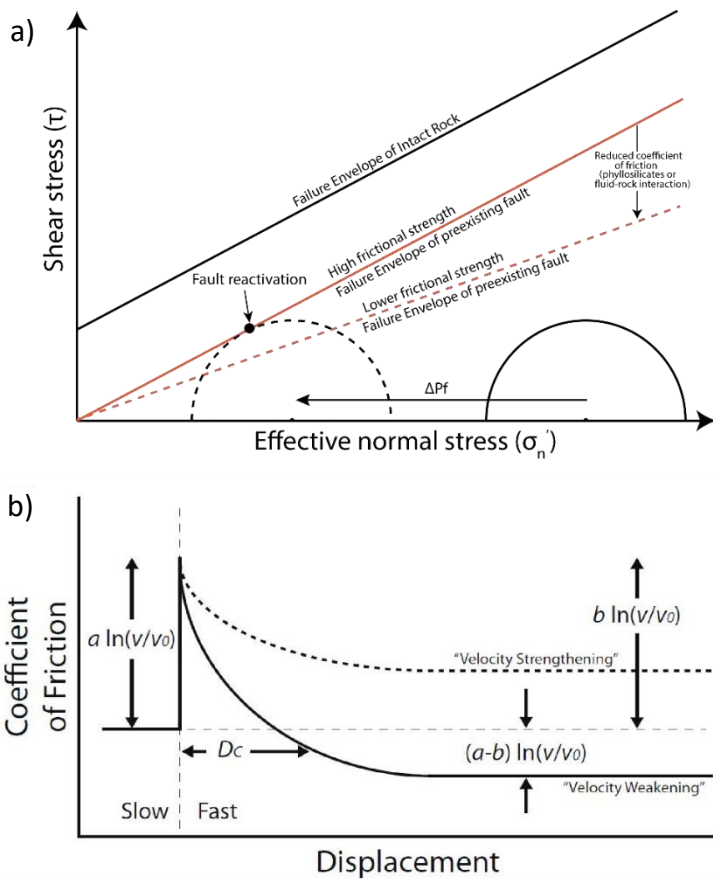 a)
Shear stress (τ)
Failure Envelope of Intact Rock
High frictional strength
Failure Envelope of preexisting fault
Reduced coefficient
of friction
(phyllosilicates or
fluid-rock interaction)
Lower frictional strength
Failure Envelope of preexisting fault
Fault reactivation
ΔPf
Effective normal stress (σn′)
b)
Coefficient
of Friction
a ln(v/v0)
b ln(v/v0)
"Velocity Strengthening"
Dc
(a-b) ln(v/v0)
"Velocity Weakening"
Slow
Fast
Displacement